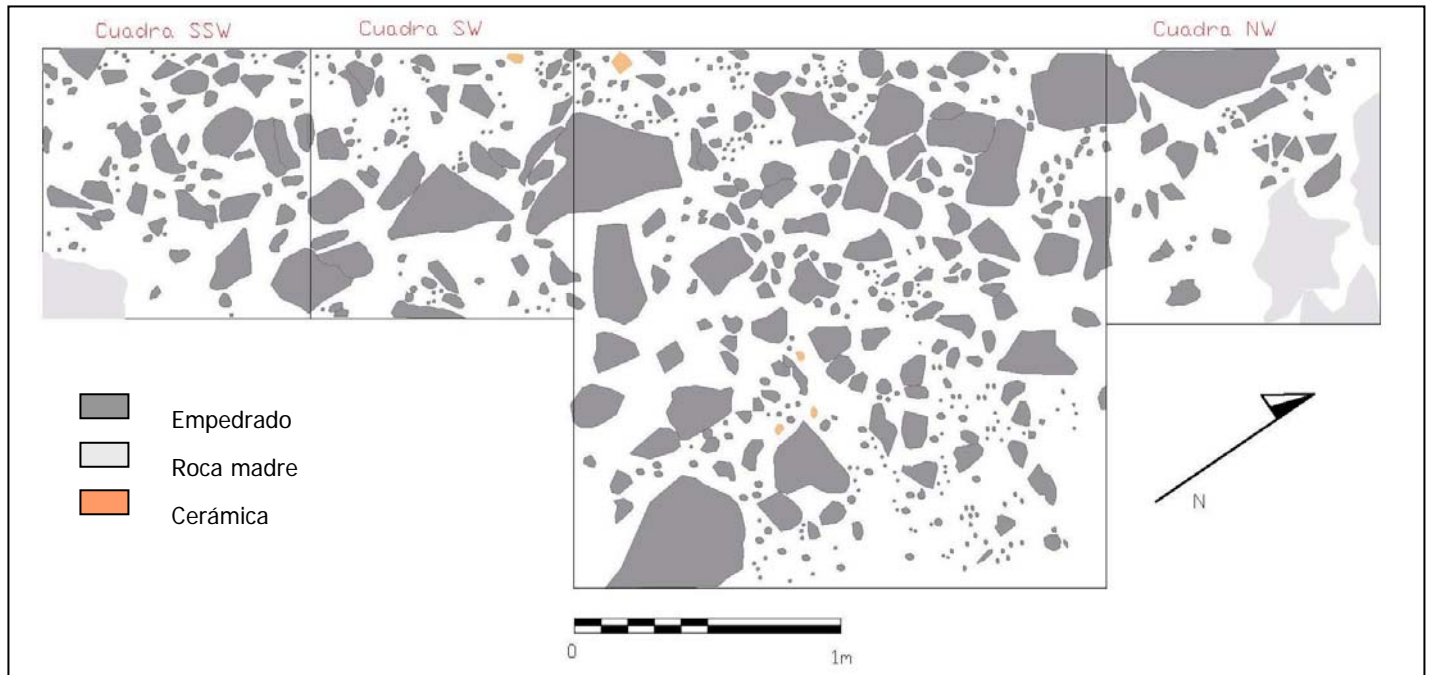 Cuadra SSW
Cuadra SW
Cuadra NW
Empedrado
Roca madre
Cerámica
N
0
1m